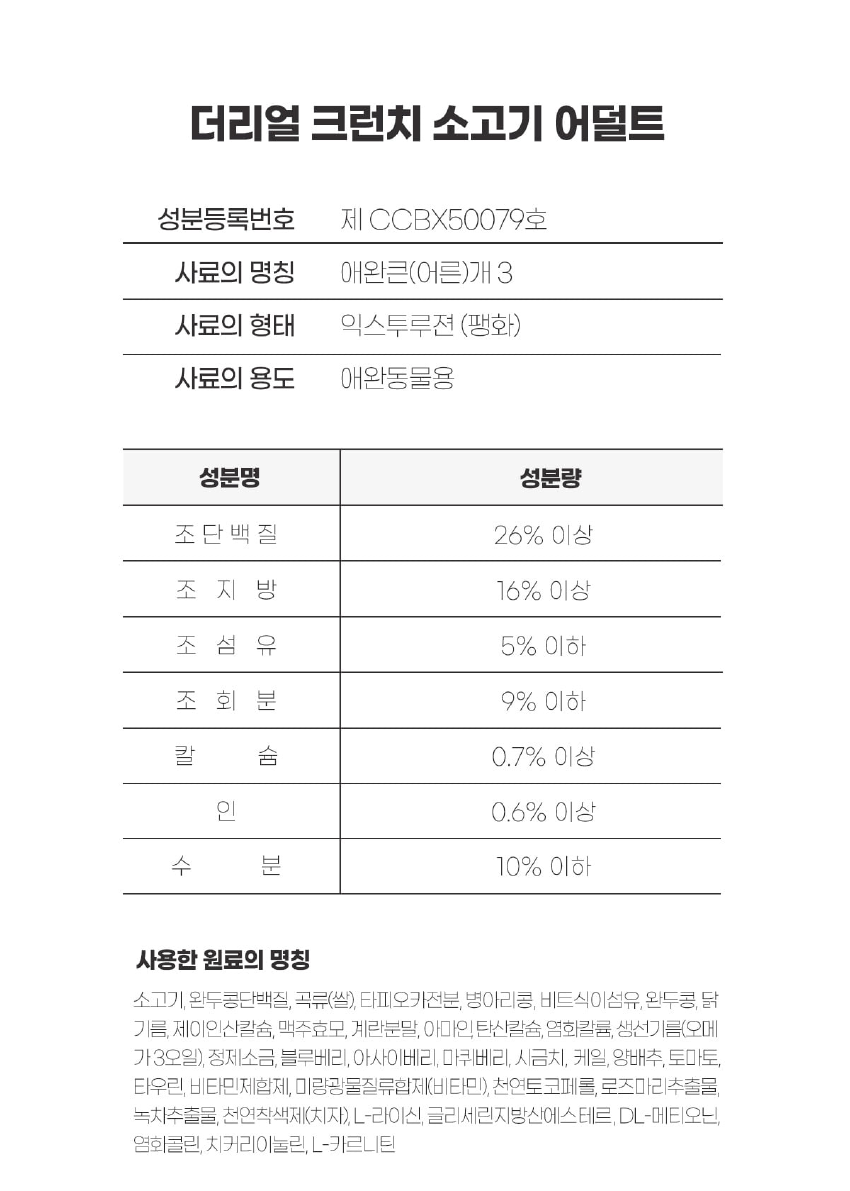 더리얼 크런치 소고기 어덜트
성분등록번호 제 CCBX50079호
사료의 명칭 애완큰(어른)개 3
사료의 형태 익스투루젼 (팽화)
사료의 용도 애완동물용
성분명 성분량
조단백질 26% 이상
조 지 방 16% 이상
조 섬 유 5% 이하
조 회 분 9% 이하
칼 슘 0.7% 이상
인 0.6% 이상
수 분 10% 이하
사용한 원료의 명칭
소고기, 완두콩단백질, 곡류(쌀), 타피오카전분, 병아리콩, 비트식이섬유, 완두콩, 닭
기름, 제이인산칼슘, 맥주효모, 계란분말, 아마인, 탄산칼슘, 염화칼륨, 생선기름(오메
가3오일), 정제소금, 블루베리, 아사이베리, 마퀴베리, 시금치, 케일, 양배추, 토마토,
타우린, 비타민제합제, 미량광물질류합제(비타민), 천연토코페롤, 로즈마리추출물,
녹차추출물, 천연착색제(치자), L-라이신, 글리세린지방산에스테르, DL-메티오닌,
염화콜린, 치커리이눌린, L-카르니틴